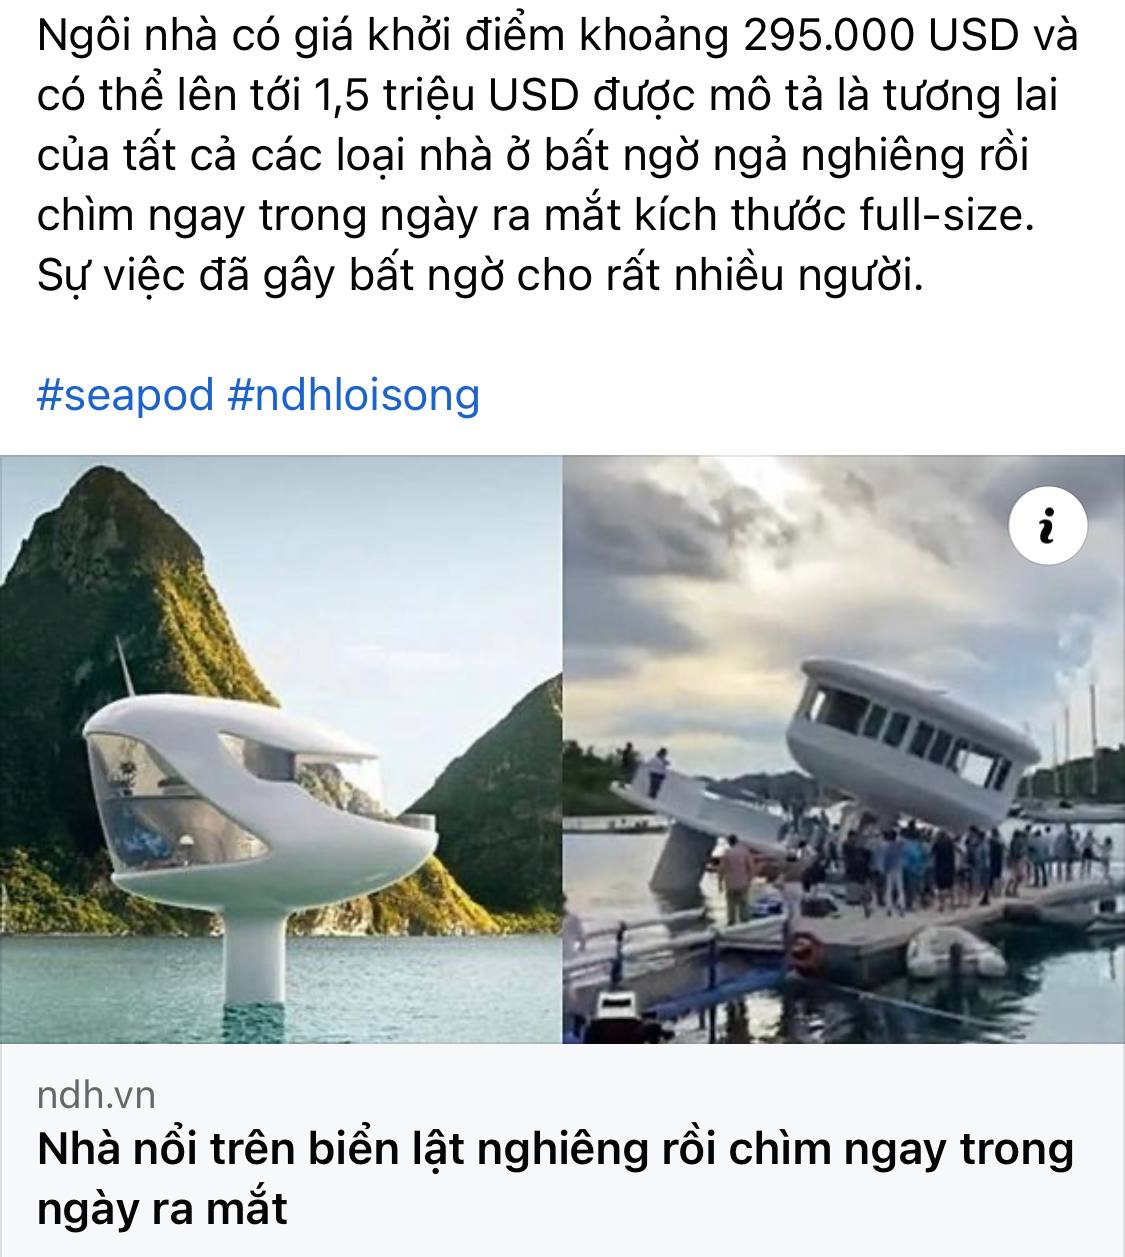 Ngôi nhà có giá khởi điểm khoảng 295.000 USD và
có thể lên tới 1,5 triệu USD được mô tả là tương lai
của tất cả các loại nhà ở bất ngờ ngả nghiêng rồi
chìm ngay trong ngày ra mắt kích thước full-size.
Sự việc đã gây bất ngờ cho rất nhiều người.
#seapod #ndhloisong
i
ndh.vn
Nhà nổi trên biển lật nghiêng rồi chìm ngay trong
ngày ra mắt